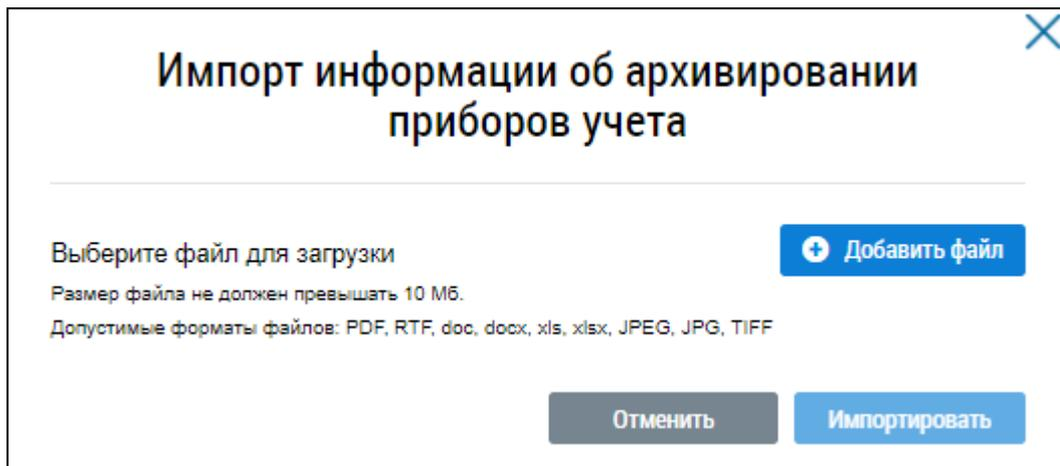 Импорт информации об архивировании
приборов учета
Выберите файл для загрузки
Добавить файл
Размер файла не должен превышать 10 Мб.
Допустимые форматы файлов: PDF, RTF, doc, docx, xls, xlsx, JPEG, JPG, TIFF
Отменить
Импортировать